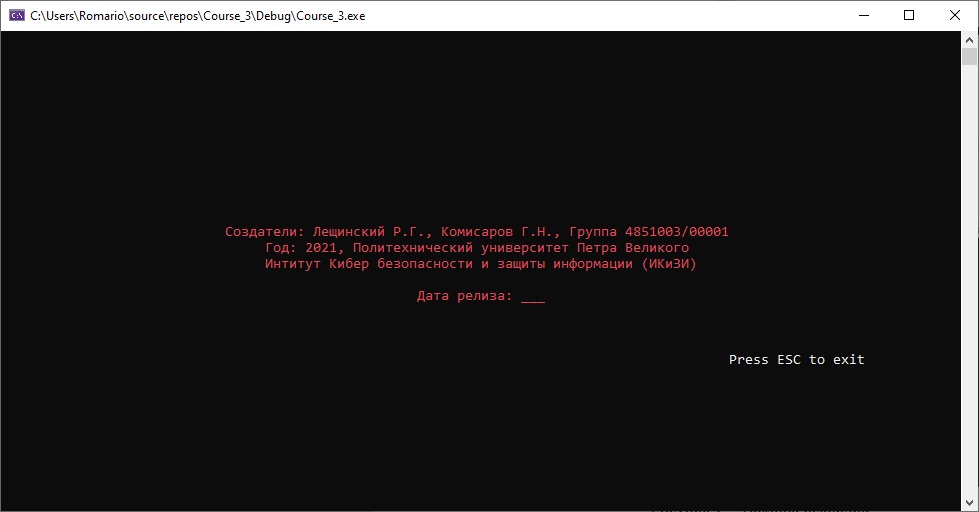 C:\Users\Romario\source\repos\Course_3\Debug\Course_3.exe
Создатели: Лещинский Р.Г., Комисаров Г.Н., Группа 4851003/00001
Год: 2021, Политехнический университет Петра Великого
Интитут Кибер безопасности и защиты информации (ИКиЗИ)
Дата релиза: ___
Press ESC to exit